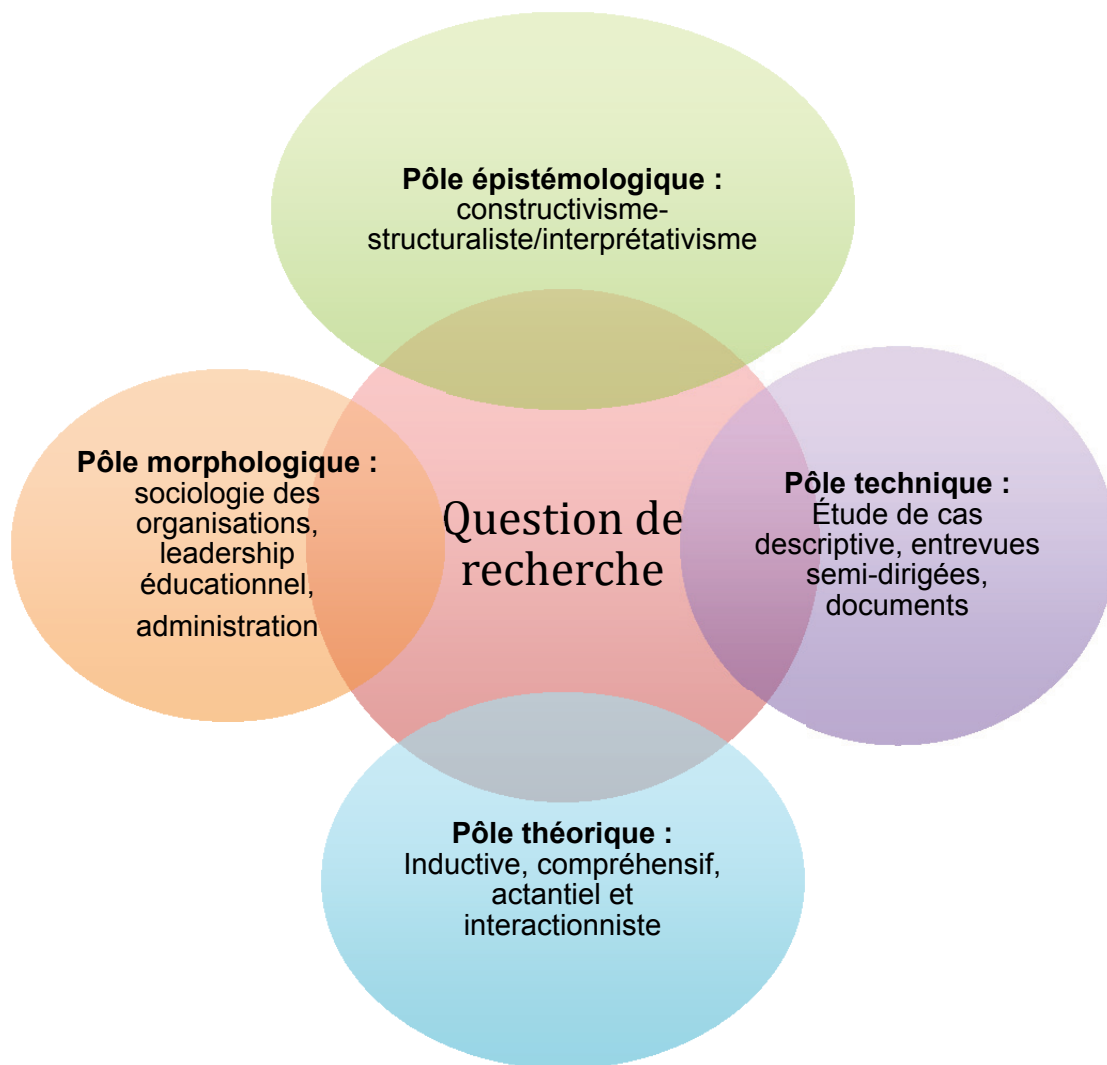 Pôle épistémologique :
constructivisme-
structuraliste/interprétativisme
Pôle morphologique :
sociologie des
organisations,
leadership
éducationnel,
administration
Question de
recherche
Pôle technique :
Étude de cas
descriptive, entrevues
semi-dirigées,
documents
Pôle théorique :
Inductive, compréhensif,
actantiel et
interactionniste